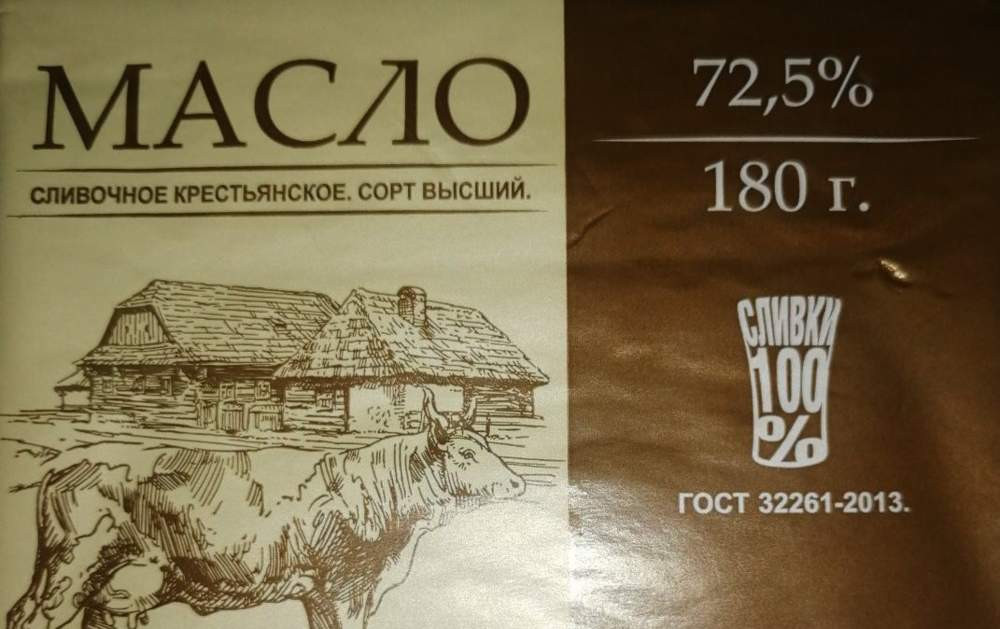 МАСЛО
СЛИВОЧНОЕ КРЕСТЬЯНСКОЕ. СОРТ ВЫСШИЙ.
72,5%
180 г.
СЛИВКИ
100
%
ГОСТ 32261-2013.